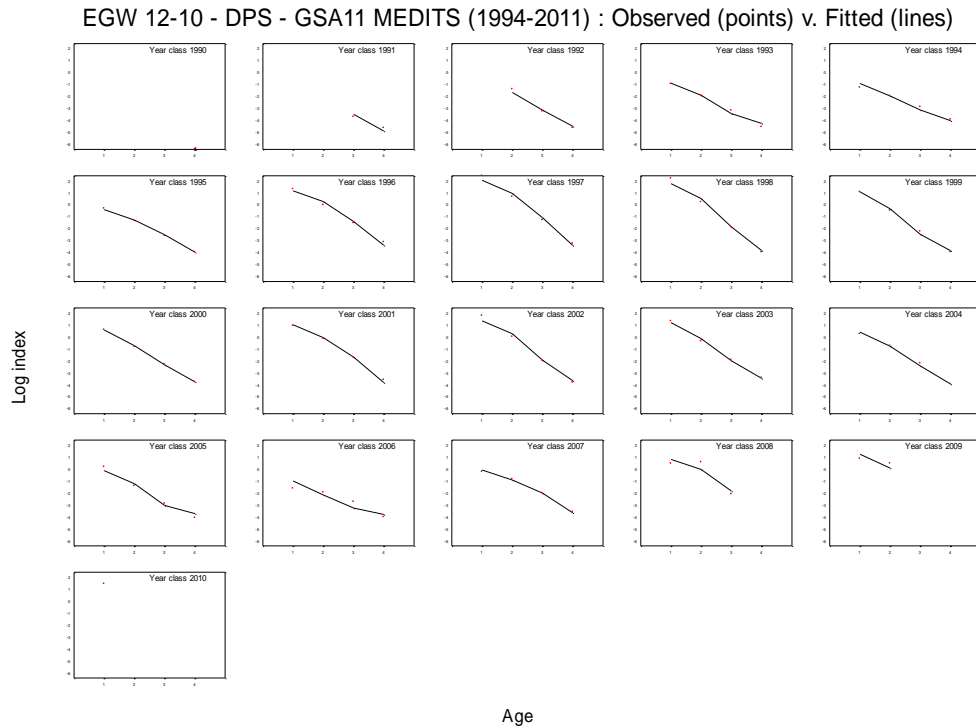 EGW 12-10 - DPS - GSA11 MEDITS (1994-2011) : Observed (points) v. Fitted (lines)
Year class 1990
Year class 1991
Year class 1992
Year class 1993
Year class 1994
Year class 1995
Year class 1996
Year class 1997
Year class 1998
Year class 1999
Year class 2000
Year class 2001
Year class 2002
Year class 2003
Year class 2004
Year class 2005
Year class 2006
Year class 2007
Year class 2008
Year class 2009
Year class 2010
Log index
Age